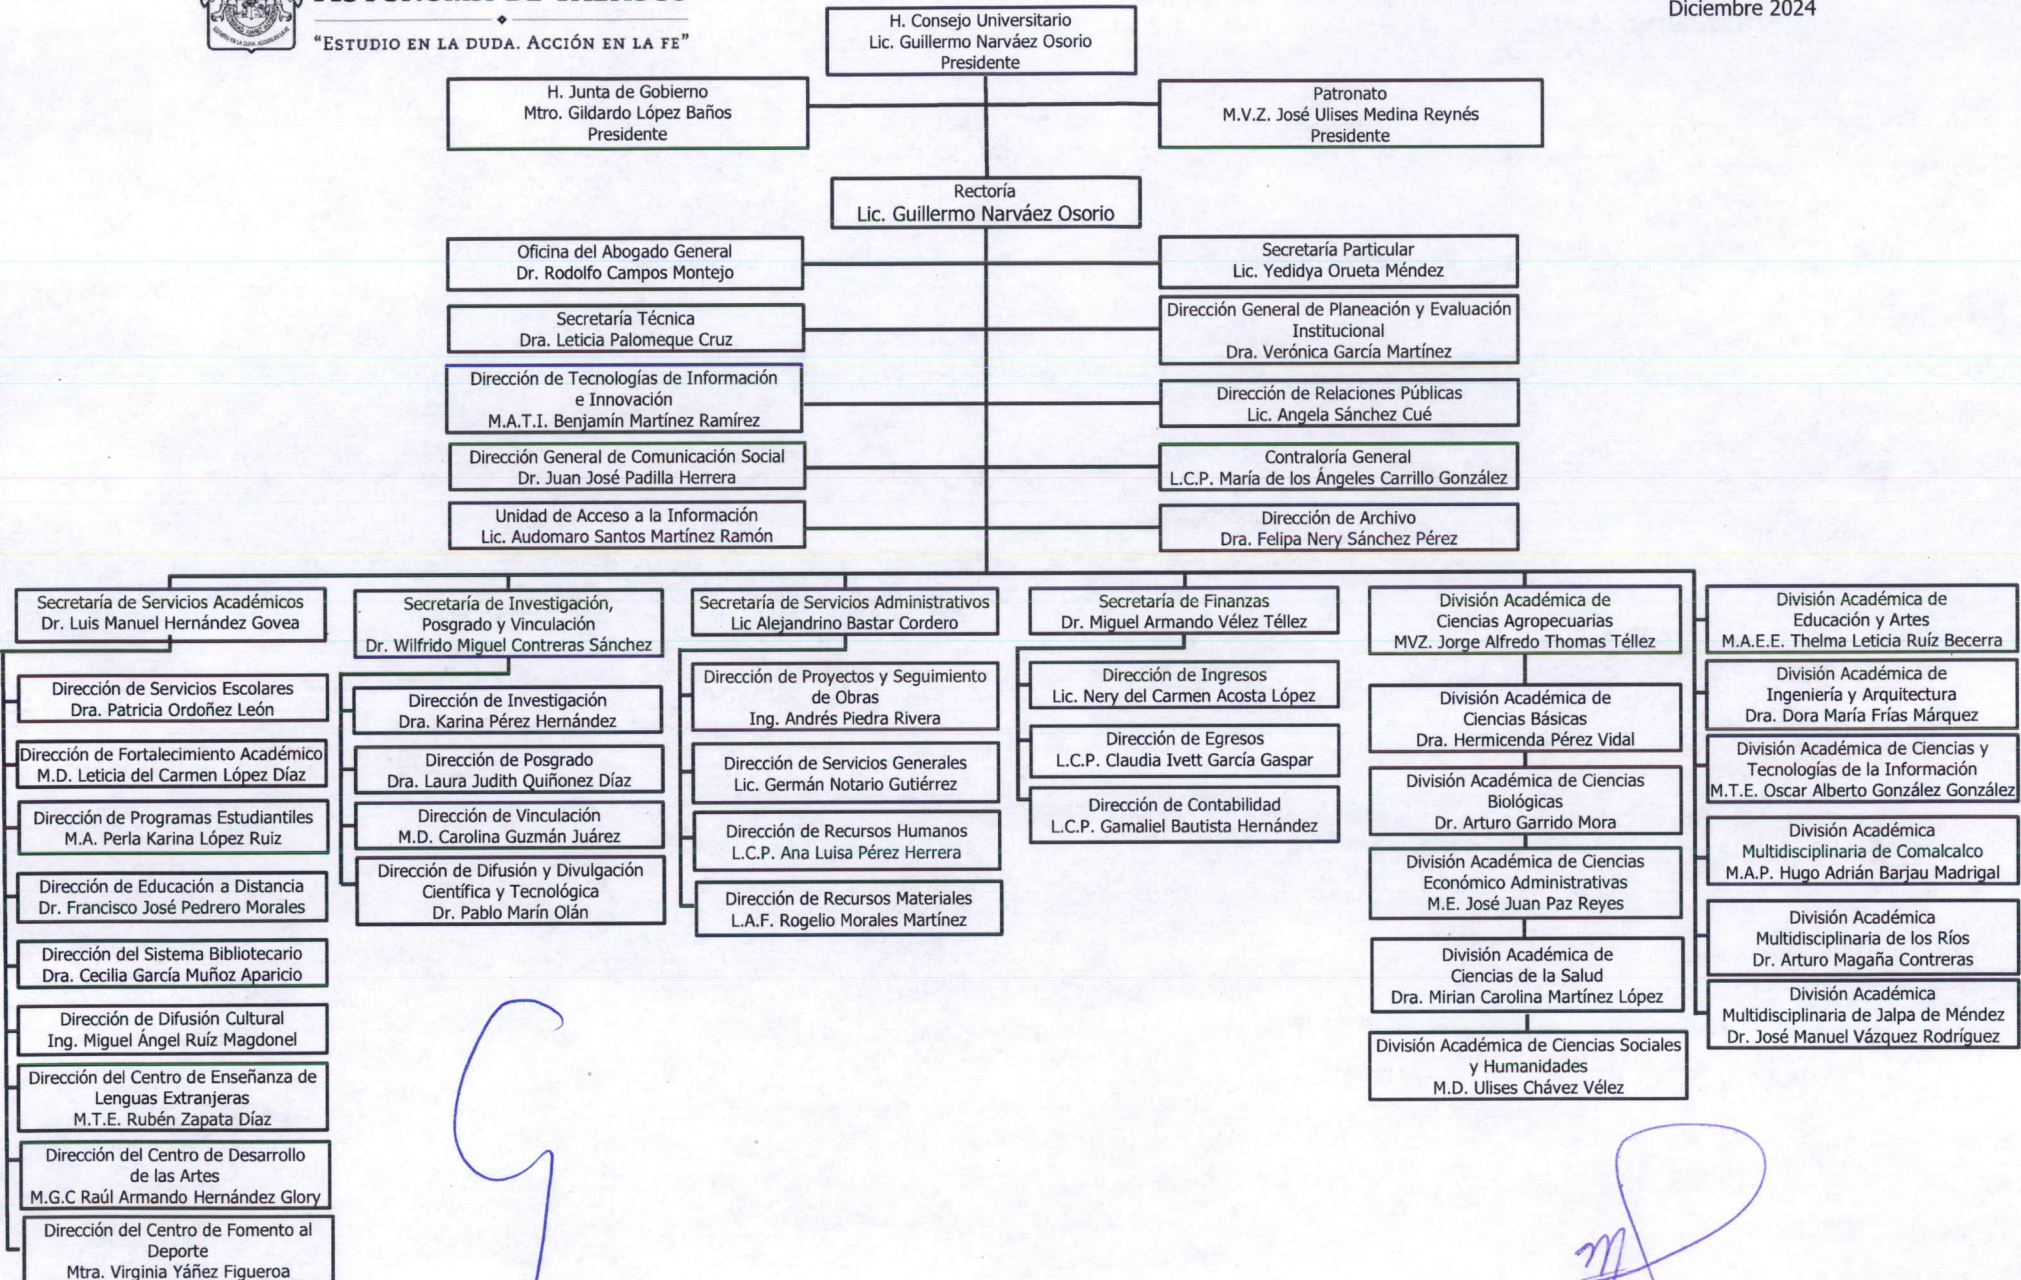 "ESTUDIO EN LA DUDA. ACCIÓN EN LA FE"
Diciembre 2024
H. Consejo Universitario
Lic. Guillermo Narváez Osorio
Presidente
H. Junta de Gobierno
Mtro. Gildardo López Baños
Presidente
Patronato
M.V.Z. José Ulises Medina Reynés
Presidente
Rectoría
Lic. Guillermo Narváez Osorio
Oficina del Abogado General
Dr. Rodolfo Campos Montejo
Secretaría Particular
Lic. Yedidya Orueta Méndez
Secretaría Técnica
Dra. Leticia Palomeque Cruz
Dirección General de Planeación y Evaluación
Institucional
Dra. Verónica García Martínez
Dirección de Tecnologías de Información
e Innovación
M.A.T.I. Benjamín Martínez Ramírez
Dirección de Relaciones Públicas
Lic. Angela Sánchez Cué
Dirección General de Comunicación Social
Dr. Juan José Padilla Herrera
Contraloría General
L.C.P. María de los Ángeles Carrillo González
Unidad de Acceso a la Información
Lic. Audomaro Santos Martínez Ramón
Dirección de Archivo
Dra. Felipa Nery Sánchez Pérez
Secretaría de Servicios Académicos
Dr. Luis Manuel Hernández Govea
Dirección de Servicios Escolares
Dra. Patricia Ordoñez León
Dirección de Fortalecimiento Académico
M.D. Leticia del Carmen López Díaz
Dirección de Programas Estudiantiles
M.A. Perla Karina López Ruiz
Dirección de Educación a Distancia
Dr. Francisco José Pedrero Morales
Dirección del Sistema Bibliotecario
Dra. Cecilia García Muñoz Aparicio
Dirección de Difusión Cultural
Ing. Miguel Ángel Ruíz Magdonel
Dirección del Centro de Enseñanza de
Lenguas Extranjeras
M.T.E. Rubén Zapata Díaz
Dirección del Centro de Desarrollo
de las Artes
M.G.C Raúl Armando Hernández Glory
Dirección del Centro de Fomento al
Deporte
Mtra. Virginia Yáñez Figueroa
Secretaría de Investigación,
Posgrado y Vinculación
Dr. Wilfrido Miguel Contreras Sánchez
Dirección de Investigación
Dra. Karina Pérez Hernández
Dirección de Posgrado
Dra. Laura Judith Quiñonez Díaz
Dirección de Vinculación
M.D. Carolina Guzmán Juárez
Dirección de Difusión y Divulgación
Científica y Tecnológica
Dr. Pablo Marín Olán
Secretaría de Servicios Administrativos
Lic Alejandrino Bastar Cordero
Dirección de Proyectos y Seguimiento
de Obras
Ing. Andrés Piedra Rivera
Dirección de Servicios Generales
Lic. Germán Notario Gutiérrez
Dirección de Recursos Humanos
L.C.P. Ana Luisa Pérez Herrera
Dirección de Recursos Materiales
L.A.F. Rogelio Morales Martínez
Secretaría de Finanzas
Dr. Miguel Armando Vélez Téllez
Dirección de Ingresos
Lic. Nery del Carmen Acosta López
Dirección de Egresos
L.C.P. Claudia Ivett García Gaspar
Dirección de Contabilidad
L.C.P. Gamaliel Bautista Hernández
División Académica de
Ciencias Agropecuarias
MVZ. Jorge Alfredo Thomas Téllez
División Académica de
Ciencias Básicas
Dra. Hermicenda Pérez Vidal
División Académica de Ciencias
Biológicas
Dr. Arturo Garrido Mora
División Académica de Ciencias
Económico Administrativas
M.E. José Juan Paz Reyes
División Académica de
Ciencias de la Salud
Dra. Mirian Carolina Martínez López
División Académica de Ciencias Sociales
y Humanidades
M.D. Ulises Chávez Vélez
División Académica de
Educación y Artes
M.A.E.E. Thelma Leticia Ruíz Becerra
División Académica de
Ingeniería y Arquitectura
Dra. Dora María Frías Márquez
División Académica de Ciencias y
Tecnologías de la Información
M.T.E. Oscar Alberto González González
División Académica
Multidisciplinaria de Comalcalco
M.A.P. Hugo Adrián Barjau Madrigal
División Académica
Multidisciplinaria de los Ríos
Dr. Arturo Magaña Contreras
División Académica
Multidisciplinaria de Jalpa de Méndez
Dr. José Manuel Vázquez Rodríguez